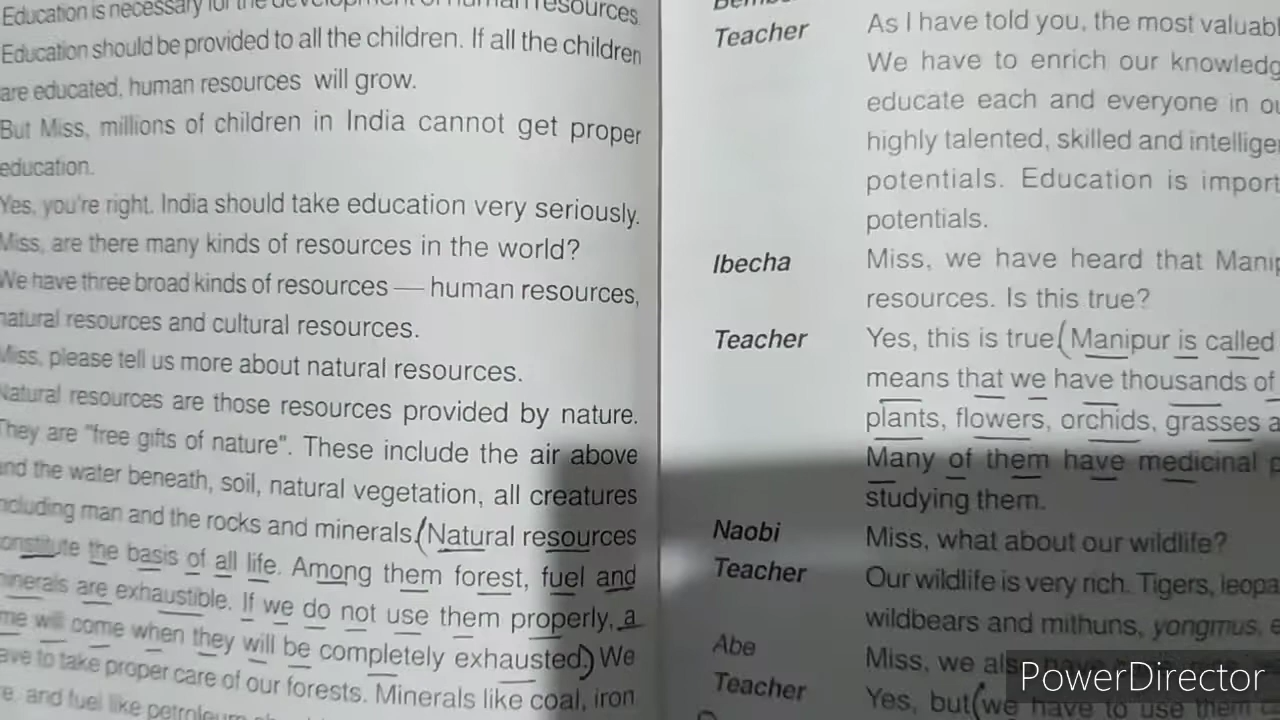 Education is necessary for the development of human resources.
Education should be provided to all the children. If all the children
are educated, human resources will grow.
But Miss, millions of children in India cannot get proper
education.
Yes, you're right. India should take education very seriously.
Miss, are there many kinds of resources in the world?
We have three broad kinds of resources — human resources,
natural resources and cultural resources.
Miss, please tell us more about natural resources.
Natural resources are those resources provided by nature.
They are "free gifts of nature". These include the air above
and the water beneath, soil, natural vegetation, all creatures
including man and the rocks and minerals. (Natural resources
constitute the basis of all life. Among them forest, fuel and
minerals are exhaustible. If we do not use them properly, a
will come when they will be completely exhausted.) We
to take proper care of our forests. Minerals like coal, iron
and fuel like petroleum
Teacher As I have told you, the most
We have to enrich our
educate each and everyone in
highly talented, skilled and
potentials. Education is
potentials.
Ibecha Miss, we have heard that
resources. Is this true?
Teacher Yes, this is true (Manipur is called
means that we have thousands of
plants, flowers, orchids, grasses
Many of them have medicinal
studying them.
Naobi Miss, what about our wildlife?
Teacher Our wildlife is very rich. Tigers,
wildbears and mithuns, yongmus,
Abe Miss, we
Teacher Yes, but (we have to use them
PowerDirector